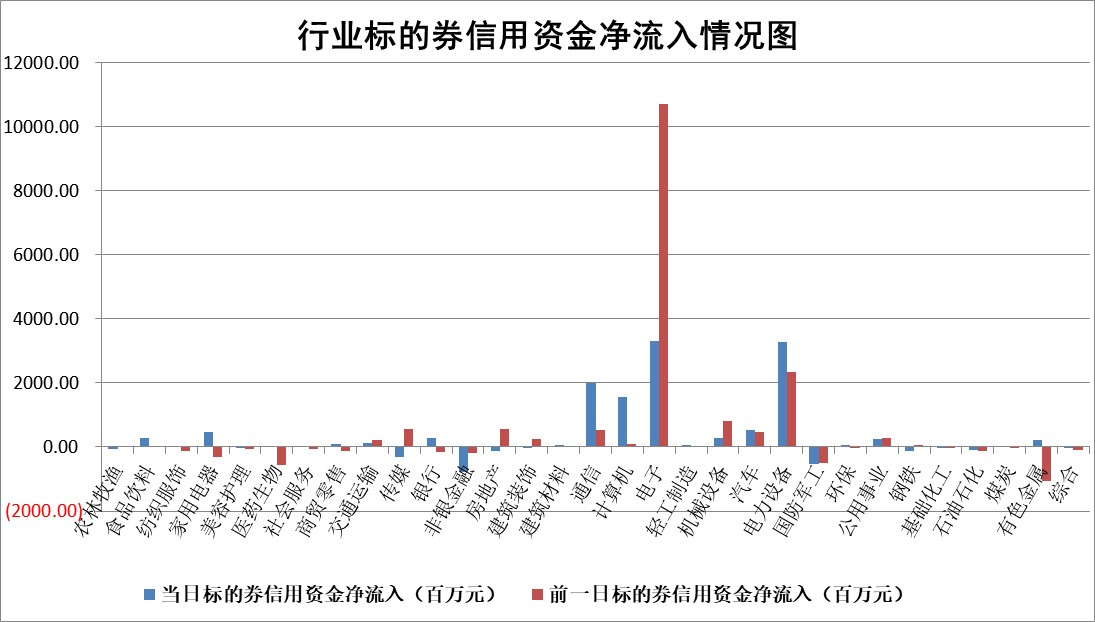 行业标的券信用资金净流入情况图
12000.00
10000.00
8000.00
6000.00
4000.00
2000.00
0.00
(2000.00)
农林牧渔
食品饮料
纺织服饰
家用电器
美容护理
医药生物
社会服务
商贸零售
交通运输
传媒
银行
非银金融
房地产
建筑装饰
建筑材料
通信
计算机
电子
轻工制造
机械设备
汽车
电力设备
国防军工
环保
公用事业
钢铁
基础化工
石油石化
煤炭
有色金属
综合
当日标的券信用资金净流入（百万元）
前一日标的券信用资金净流入（百万元）